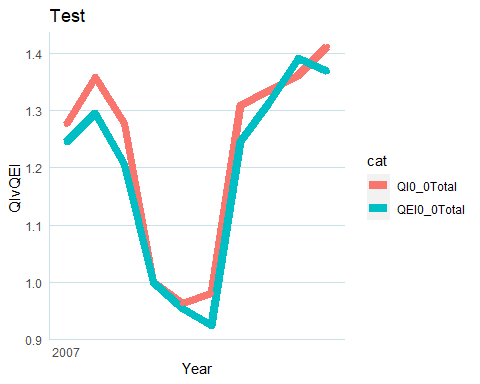 Test
1.4
1.3
1.2
1.1
1.0
0.9
QIvQEI
2007
Year
cat
QI0_0Total
QEI0_0Total